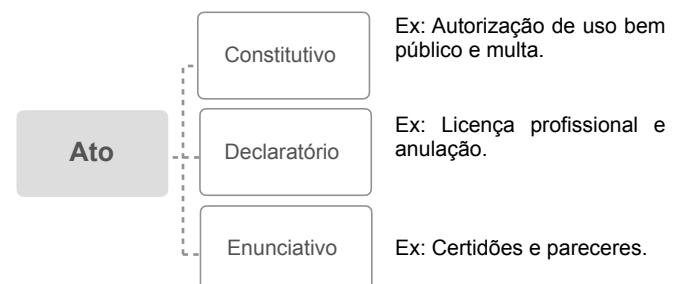 Ato
Constitutivo
Ex: Autorização de uso bem
público e multa.
Declaratório
Ex: Licença profissional e
anulação.
Enunciativo
Ex: Certidões e pareceres.